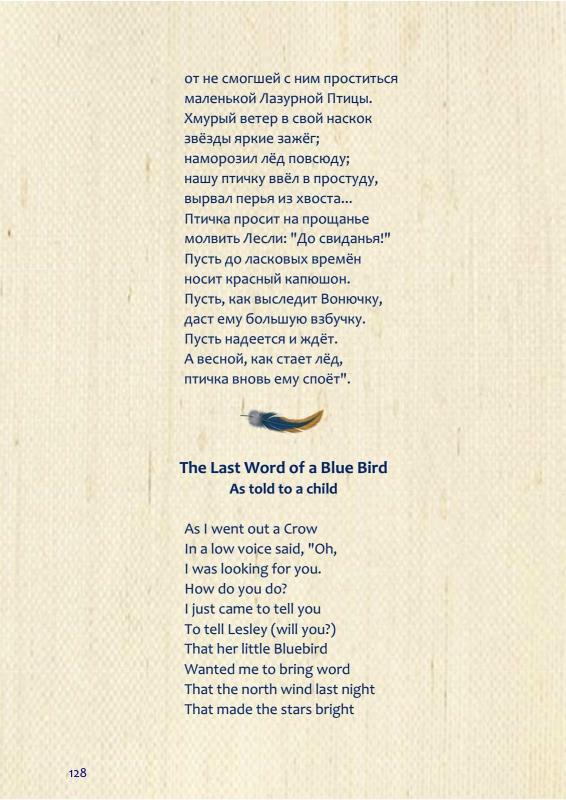 от не смогшей с ним проститься
маленькой Лазурной Птицы.
Хмурый ветер в свой наскок
звёзды яркие зажёг;
наморозил лёд повсюду;
нашу птичку ввёл в простуду,
вырвал перья из хвоста...
Птичка просит на прощанье
молвить Лесли: "До свиданья!"
Пусть до ласковых времён
носит красный капюшон.
Пусть, как выследит Вонючку,
даст ему большую взбучку.
Пусть надеется и ждёт.
А весной, как стает лёд,
птичка вновь ему споёт".
The Last Word of a Blue Bird
As told to a child
As I went out a Crow
In a low voice said, "Oh,
I was looking for you.
How do you do?
I just came to tell you
To tell Lesley (will you?)
That her little Bluebird
Wanted me to bring word
That the north wind last night
That made the stars bright
128